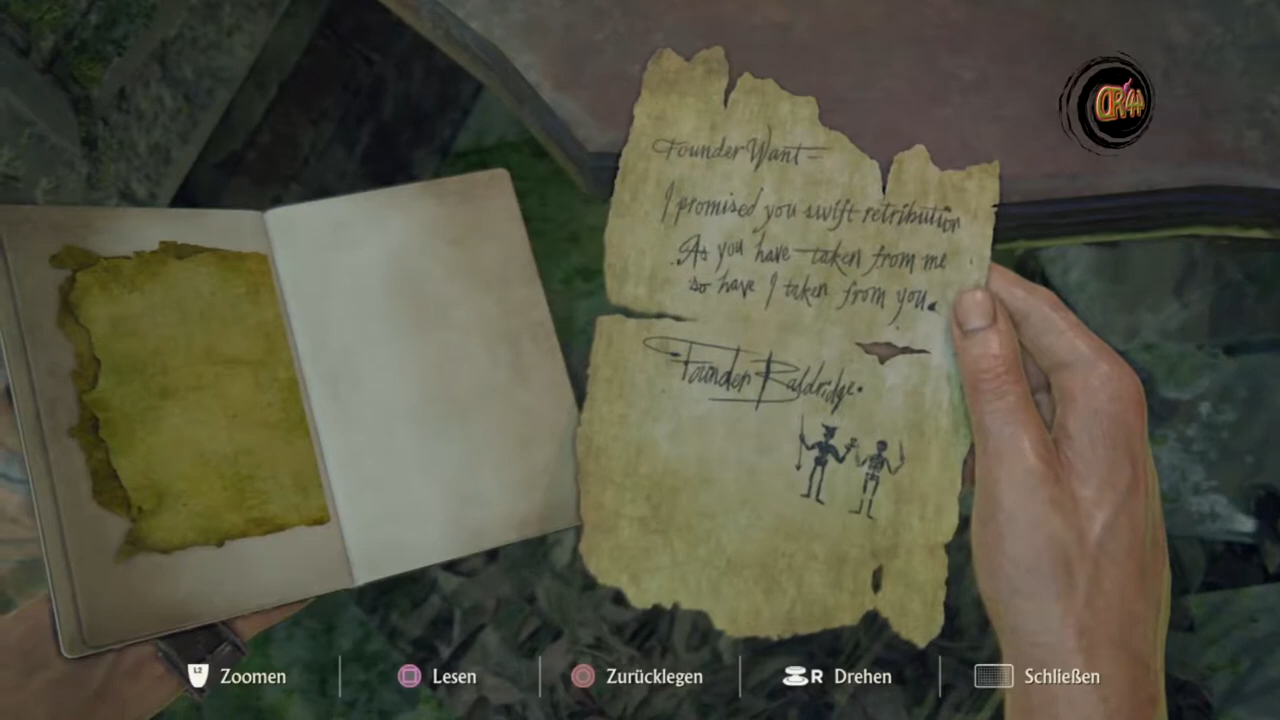 Founder Want –
I promised you swift retribution
As you have taken from me
so have I taken from you.
Founder Baldridge.
L2 Zoomen
Lesen
Zurücklegen
R Drehen
Schließen